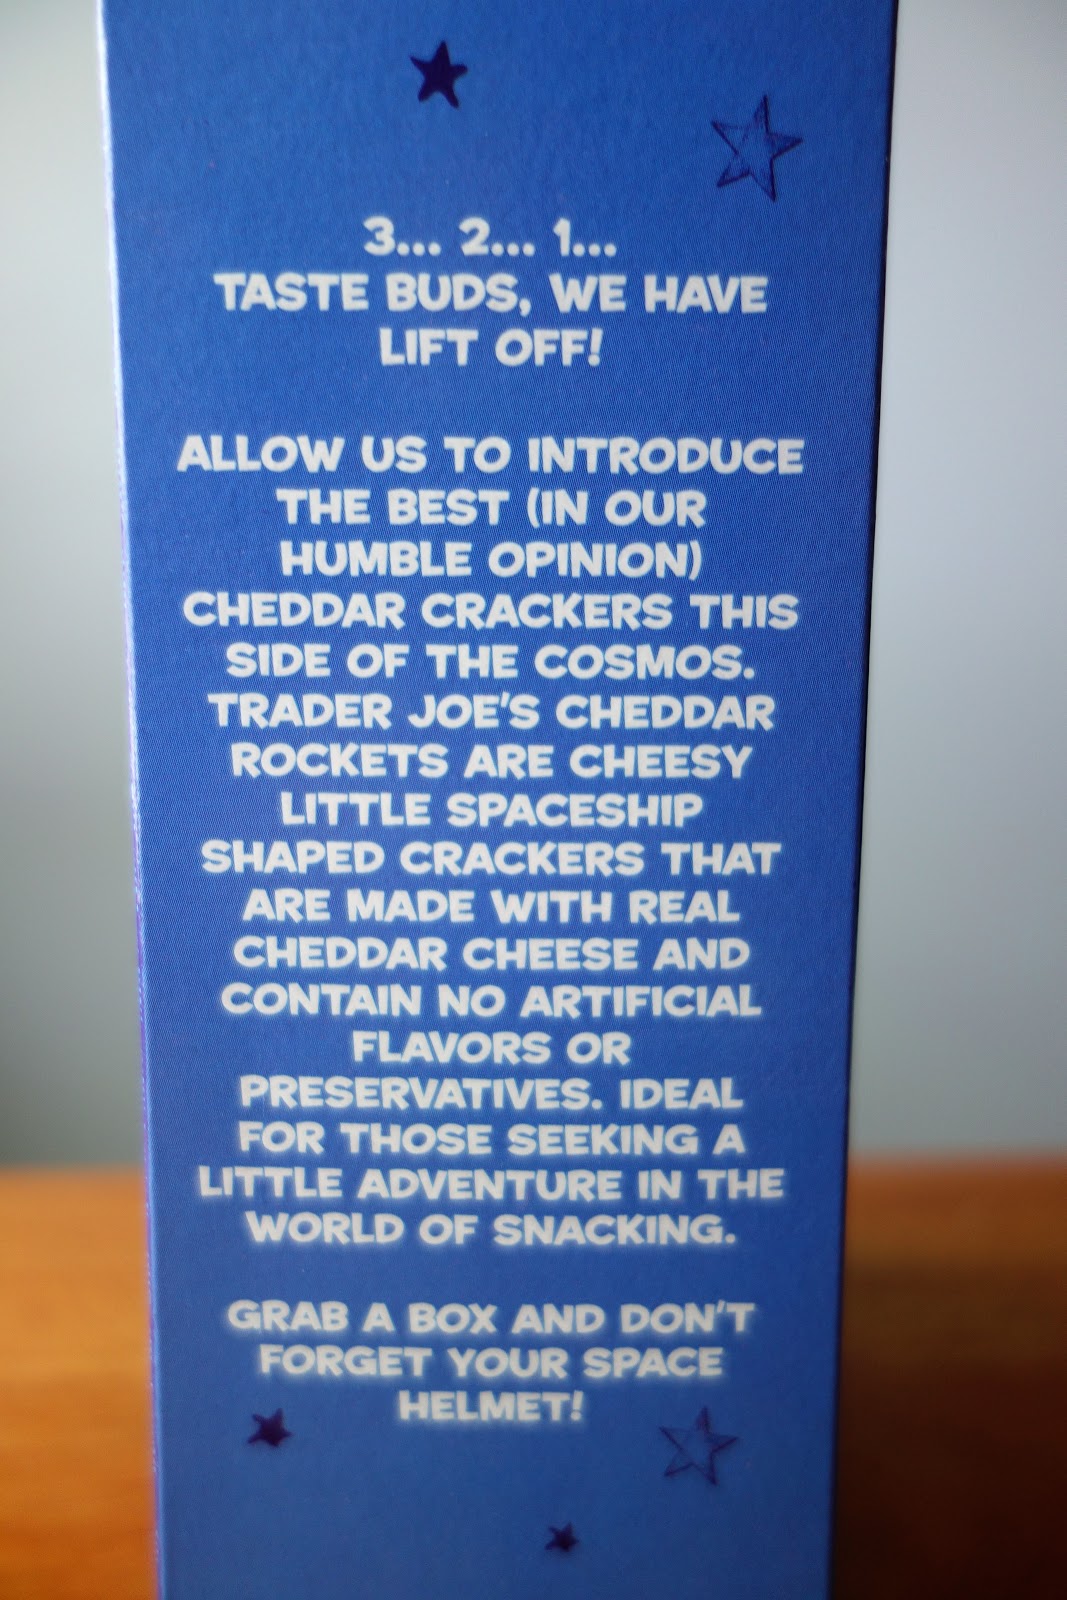 3... 2... 1...
TASTE BUDS, WE HAVE
LIFT OFF!
ALLOW US TO INTRODUCE
THE BEST (IN OUR
HUMBLE OPINION)
CHEDDAR CRACKERS THIS
SIDE OF THE COSMOS.
TRADER JOE'S CHEDDAR
ROCKETS ARE CHEESY
LITTLE SPACESHIP
SHAPED CRACKERS THAT
ARE MADE WITH REAL
CHEDDAR CHEESE AND
CONTAIN NO ARTIFICIAL
FLAVORS OR
PRESERVATIVES. IDEAL
FOR THOSE SEEKING A
LITTLE ADVENTURE IN THE
WORLD OF SNACKING.
GRAB A BOX AND DON'T
FORGET YOUR SPACE
HELMET!